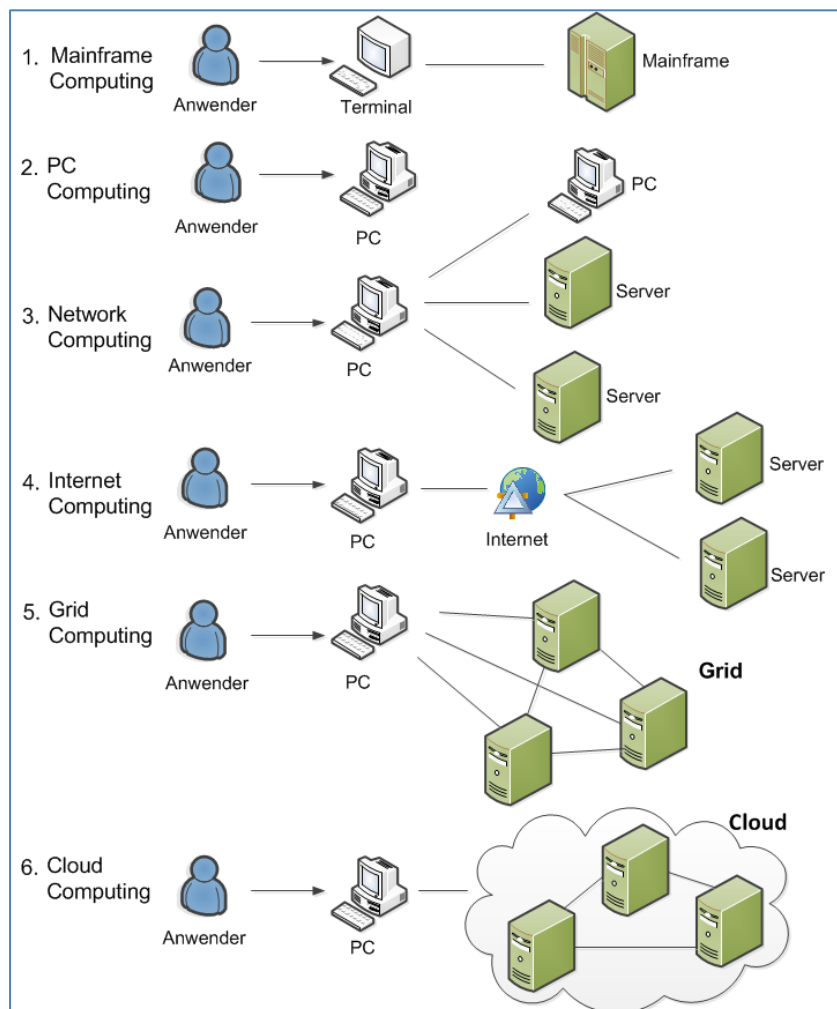 1. Mainframe
Computing
Anwender
Terminal
Mainframe
2. PC
Computing
Anwender
PC
PC
3. Network
Computing
Anwender
PC
Server
Server
4. Internet
Computing
Anwender
PC
Internet
Server
Server
5. Grid
Computing
Anwender
PC
Grid
6. Cloud
Computing
Anwender
PC
Cloud